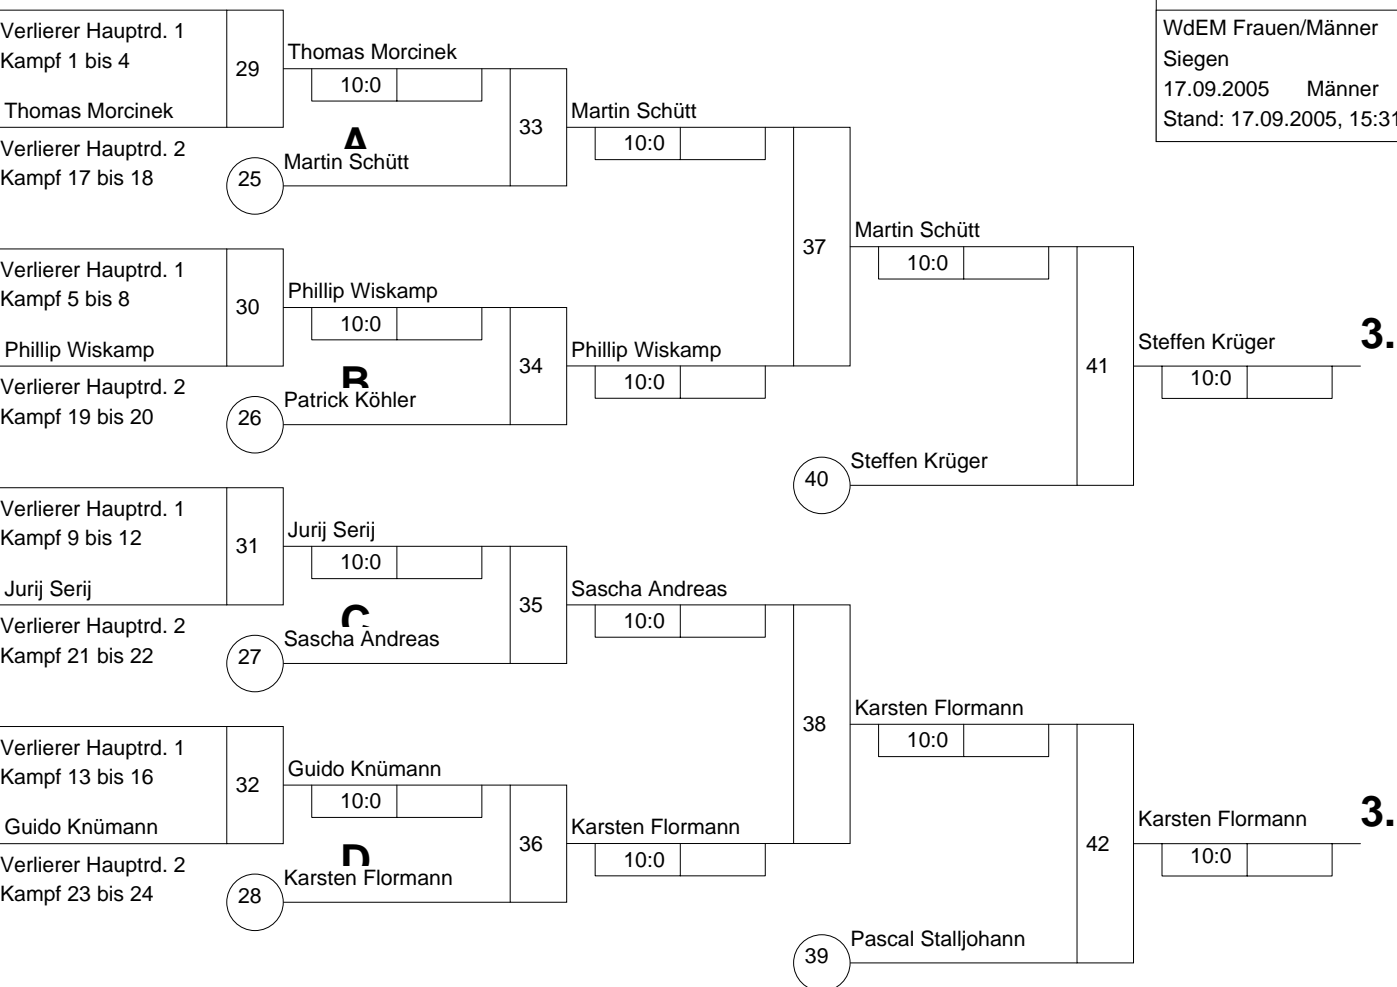 WdEM Frauen/Männer
Siegen
17.09.2005 Männer
Stand: 17.09.2005, 15:31
Verlierer Hauptrd. 1
Kampf 1 bis 4
29
Thomas Morcinek
10:0
Thomas Morcinek
A
33
Martin Schütt
10:0
Verlierer Hauptrd. 2
Kampf 17 bis 18
25
Martin Schütt
37
Martin Schütt
10:0
Verlierer Hauptrd. 1
Kampf 5 bis 8
30
Phillip Wiskamp
10:0
Phillip Wiskamp
B
34
Phillip Wiskamp
10:0
Verlierer Hauptrd. 2
Kampf 19 bis 20
26
Patrick Köhler
41
Steffen Krüger
3.
10:0
40
Steffen Krüger
Verlierer Hauptrd. 1
Kampf 9 bis 12
31
Jurij Serij
10:0
Jurij Serij
C
35
Sascha Andreas
10:0
Verlierer Hauptrd. 2
Kampf 21 bis 22
27
Sascha Andreas
38
Karsten Flormann
10:0
Verlierer Hauptrd. 1
Kampf 13 bis 16
32
Guido Knümann
10:0
Guido Knümann
D
36
Karsten Flormann
10:0
Verlierer Hauptrd. 2
Kampf 23 bis 24
28
Karsten Flormann
42
Karsten Flormann
3.
10:0
39
Pascal Stalljohann